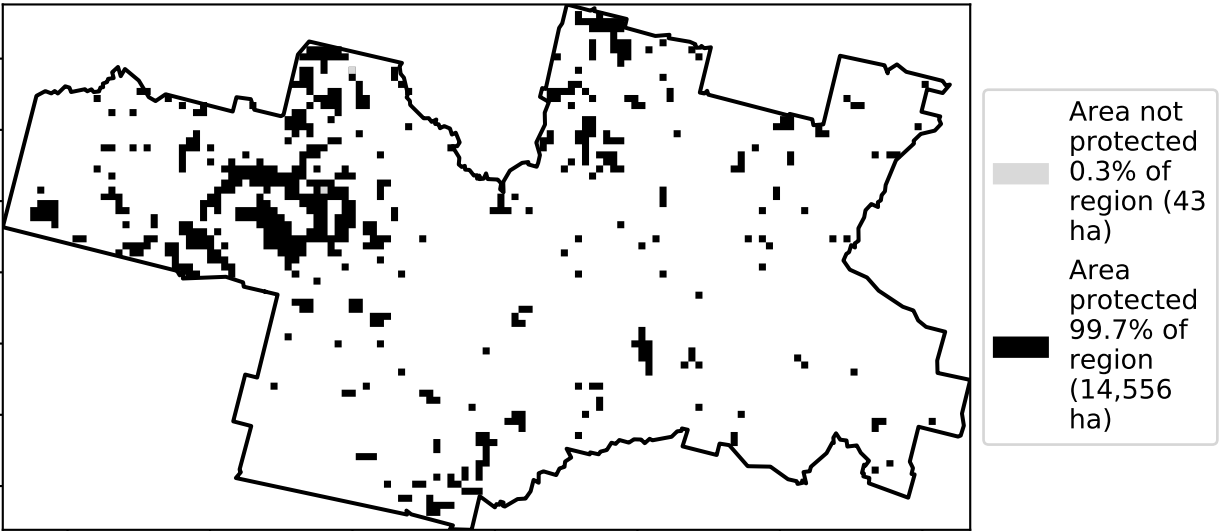 Area not
protected
0.3% of
region (43
ha)
Area
protected
99.7% of
region
(14,556
ha)